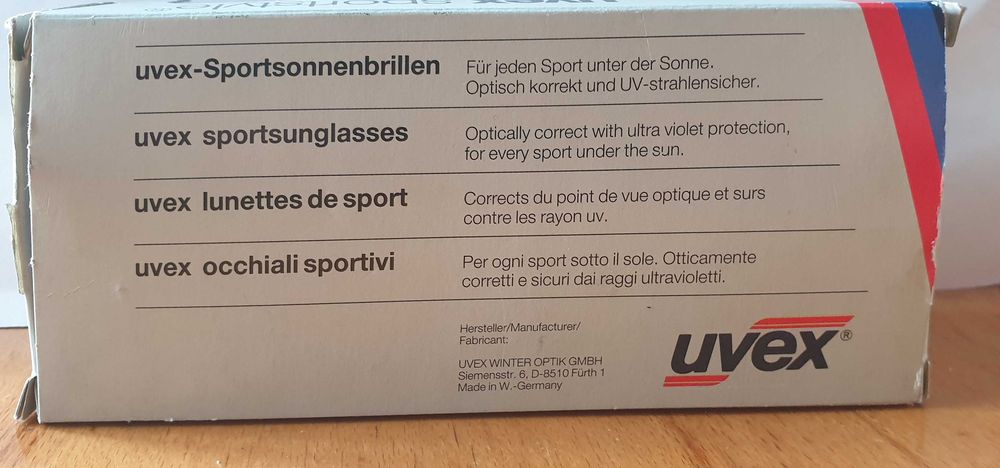 uvex sportstyle uvex
uvex-Sportsonnenbrillen
Für jeden Sport unter der Sonne.
Optisch korrekt und UV-strahlensicher.
uvex sportsunglasses
Optically correct with ultra violet protection,
for every sport under the sun.
uvex lunettes de sport
Corrects du point de vue optique et surs
contre les rayon uv.
uvex occhiali sportivi
Per ogni sport sotto il sole. Otticamente
corretti e sicuri dai raggi ultravioletti.
Hersteller/Manufacturer/
Fabricant:
UVEX WINTER OPTIK GMBH
Siemensstr. 6, D-8510 Fürth 1
Made in W.-Germany
uvex®